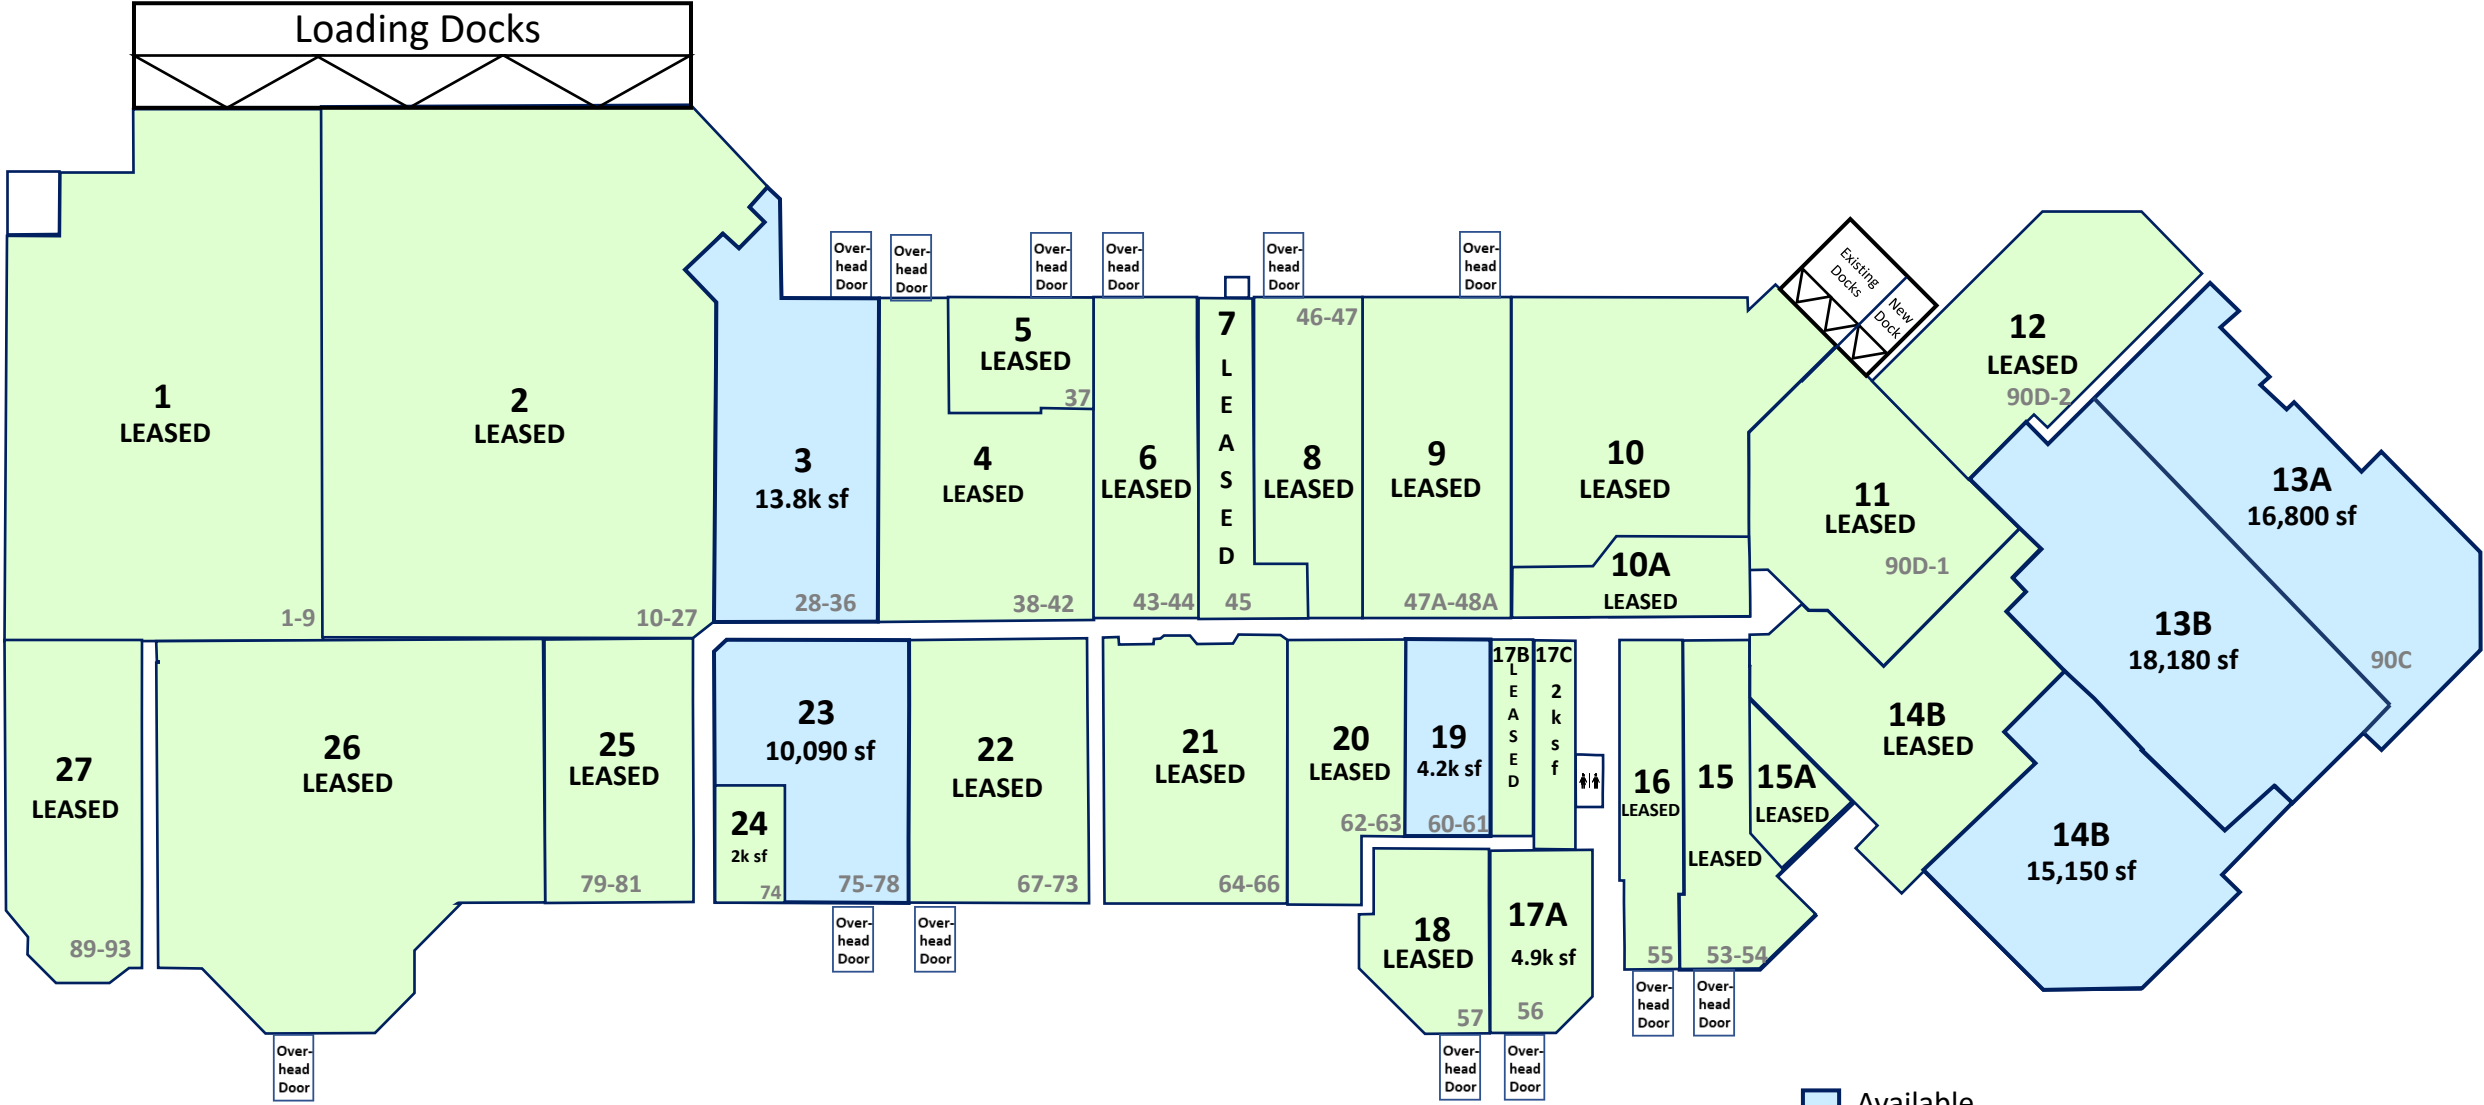 Loading Docks
Over-
head
Door
Over-
head
Door
Over-
head
Door
Over-
head
Door
Over-
head
Door
Over-
head
Door
Existing
Docks
New
Dock
1
LEASED
1-9
2
LEASED
10-27
3
13.8k sf
28-36
5
LEASED
37
4
LEASED
38-42
6
LEASED
43-44
7
L
E
A
S
E
D
45
46-47
8
LEASED
9
LEASED
47A-48A
10
LEASED
10A
LEASED
11
LEASED
90D-1
12
LEASED
90D-2
13A
16,800 sf
90C
13B
18,180 sf
27
LEASED
89-93
26
LEASED
25
LEASED
79-81
23
10,090 sf
75-78
24
2k sf
74
22
LEASED
67-73
21
LEASED
64-66
20
LEASED
62-63
19
4.2k sf
60-61
17B
L
E
A
S
E
D
17C
2
k
s
f
16
LEASED
55
15
LEASED
53-54
15A
LEASED
14B
LEASED
14B
15,150 sf
18
LEASED
57
17A
4.9k sf
56
Over-
head
Door
Over-
head
Door
Over-
head
Door
Over-
head
Door
Over-
head
Door
Over-
head
Door
Over-
head
Door
Available